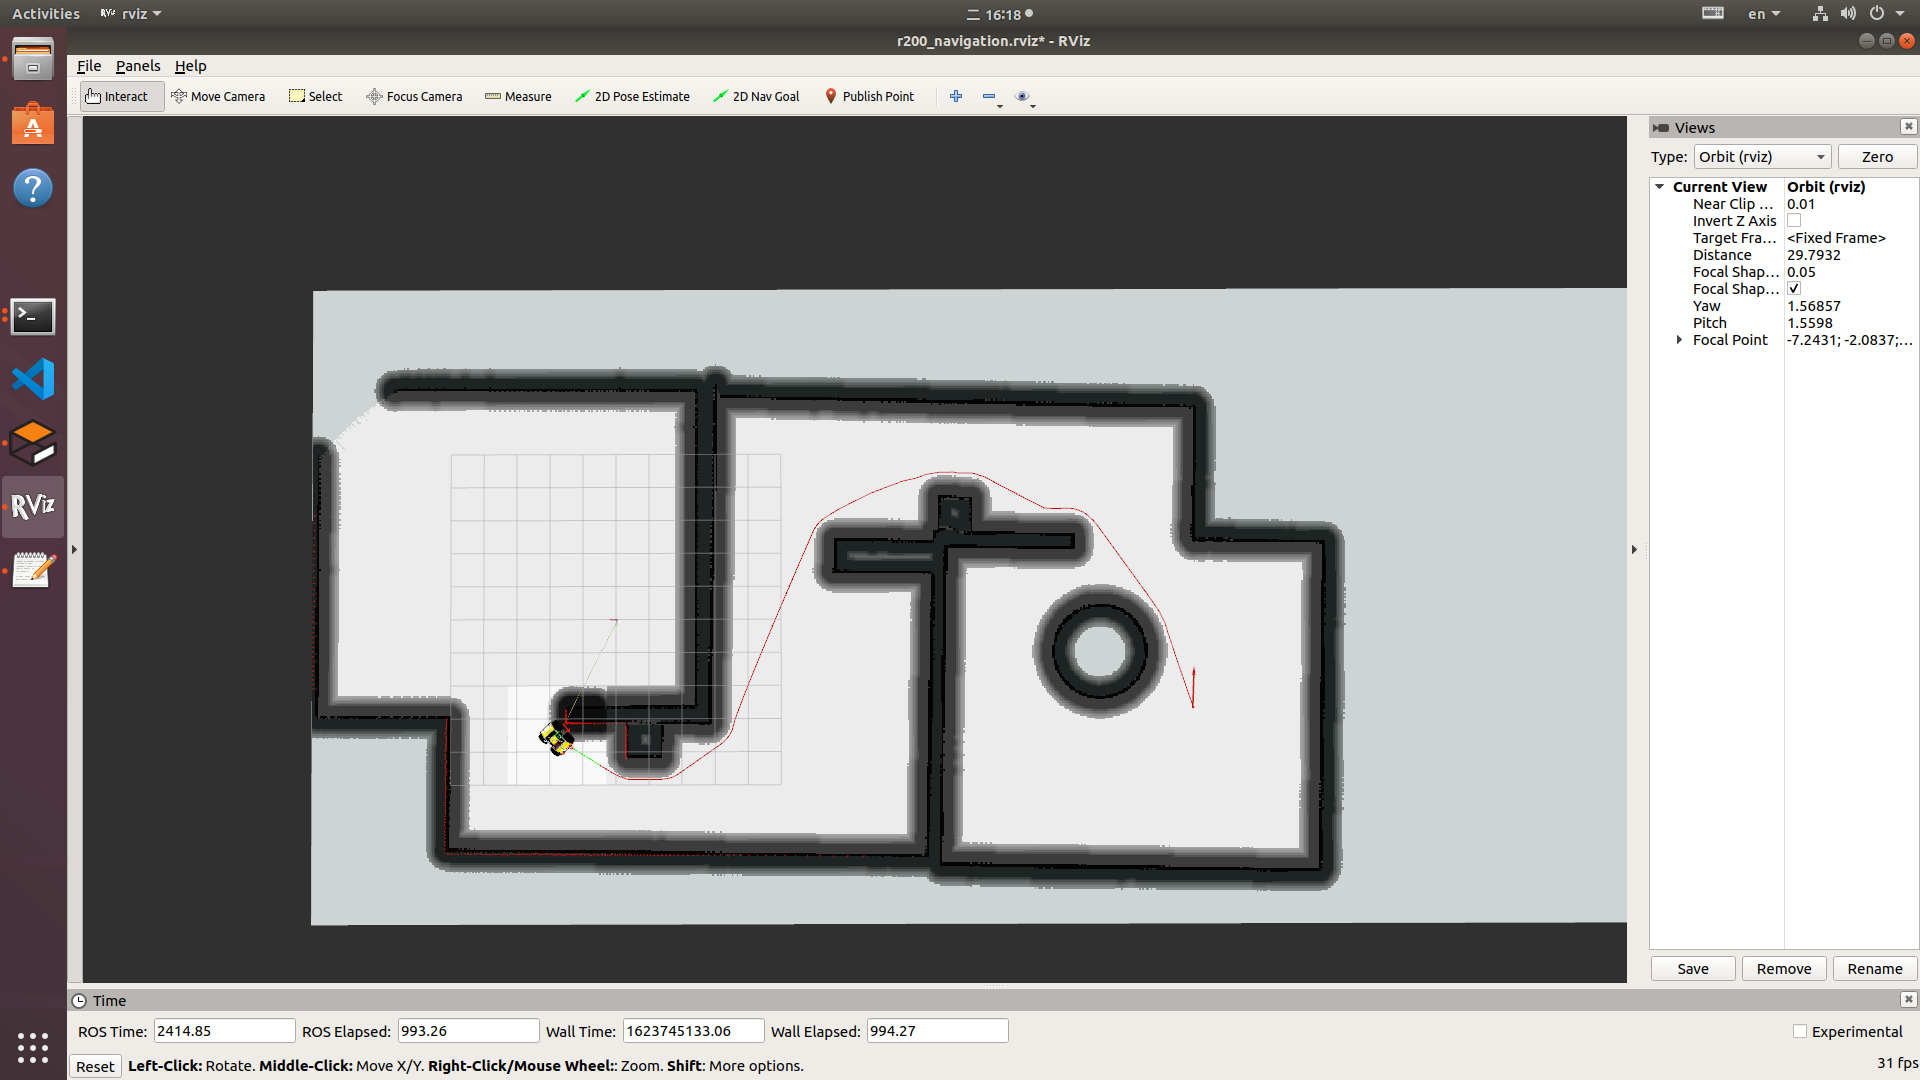 Activities RViz rviz 二 16:18 en
r200_navigation.rviz* - RViz
File Panels Help
Interact Move Camera Select Focus Camera Measure 2D Pose Estimate 2D Nav Goal Publish Point
Views
Type: Orbit (rviz) Zero
Current View Orbit (rviz)
Near Clip ... 0.01
Invert Z Axis
Target Fra... <Fixed Frame>
Distance 29.7932
Focal Shap... 0.05
Focal Shap...
Yaw 1.56857
Pitch 1.5598
Focal Point -7.2431; -2.0837;...
RViz
Save Remove Rename
Time
ROS Time: 2414.85 ROS Elapsed: 993.26 Wall Time: 1623745133.06 Wall Elapsed: 994.27 Experimental
Reset Left-Click: Rotate. Middle-Click: Move X/Y. Right-Click/Mouse Wheel:: Zoom. Shift: More options. 31 fps